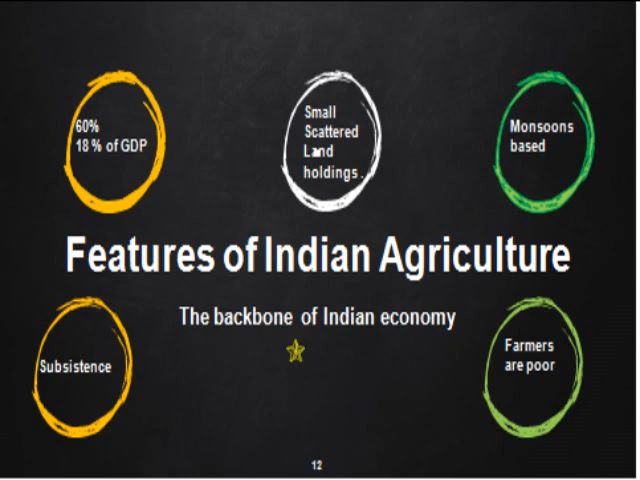 60%
18 % of GDP
Small
Scattered
Land
holdings .
Monsoons
based
Features of Indian Agriculture
The backbone of Indian economy
Subsistence
Farmers
are poor
12